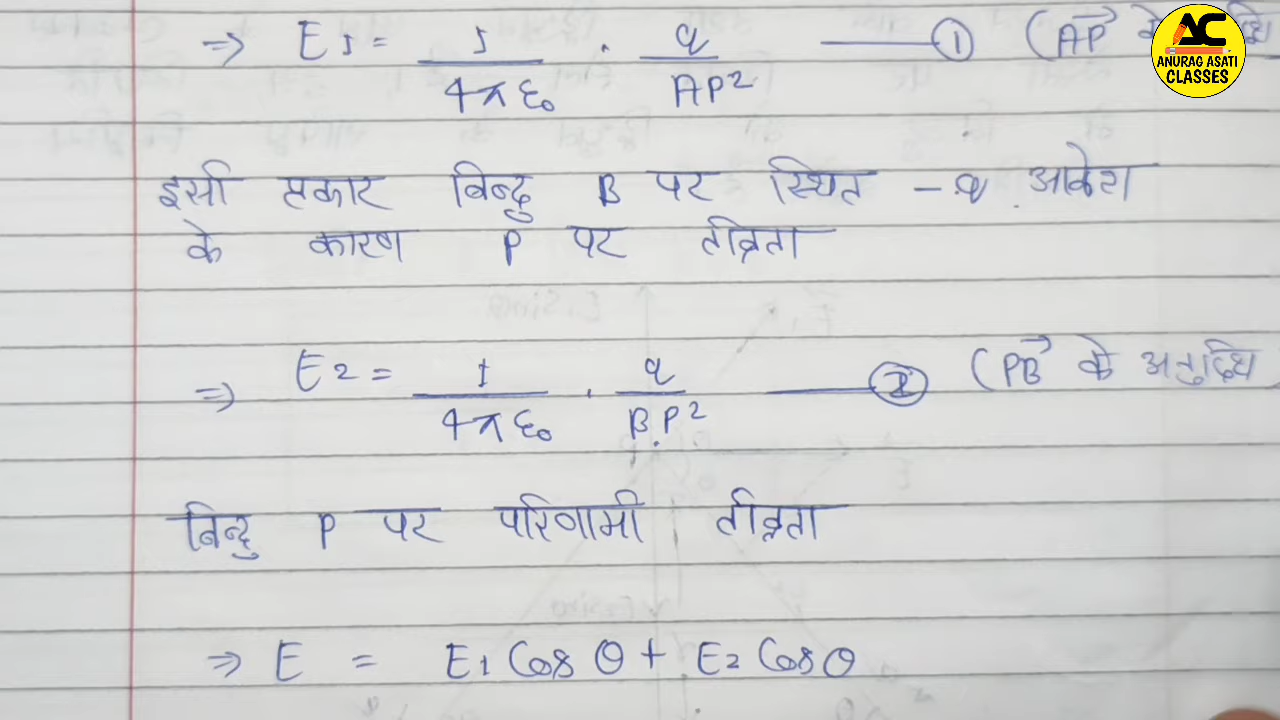 ⇒ E1 = 1/4πε₀ · q/AP² —— ① (AP→
AC
ANURAG ASATI
CLASSES
इसी प्रकार बिन्दु B पर स्थित -q आवेश
के कारण P पर तीव्रता
⇒ E2 = 1/4πε₀ · q/BP² —— ② (PB→ के अनुदिश
बिन्दु P पर परिणामी तीव्रता
⇒ E = E1 Cos θ + E2 Cos θ